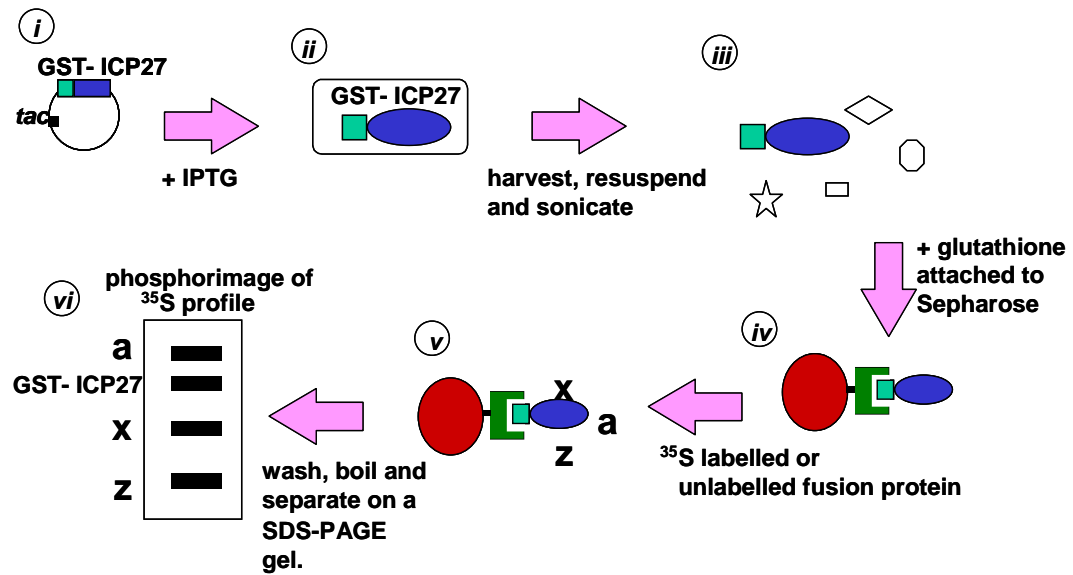 i
GST- ICP27
tac
+ IPTG
ii
GST- ICP27
harvest, resuspend
and sonicate
iii
+ glutathione
attached to
Sepharose
iv
35S labelled or
unlabelled fusion protein
v
x
a
z
wash, boil and
separate on a
SDS-PAGE
gel.
vi
phosphorimage of
35S profile
a
GST- ICP27
x
z